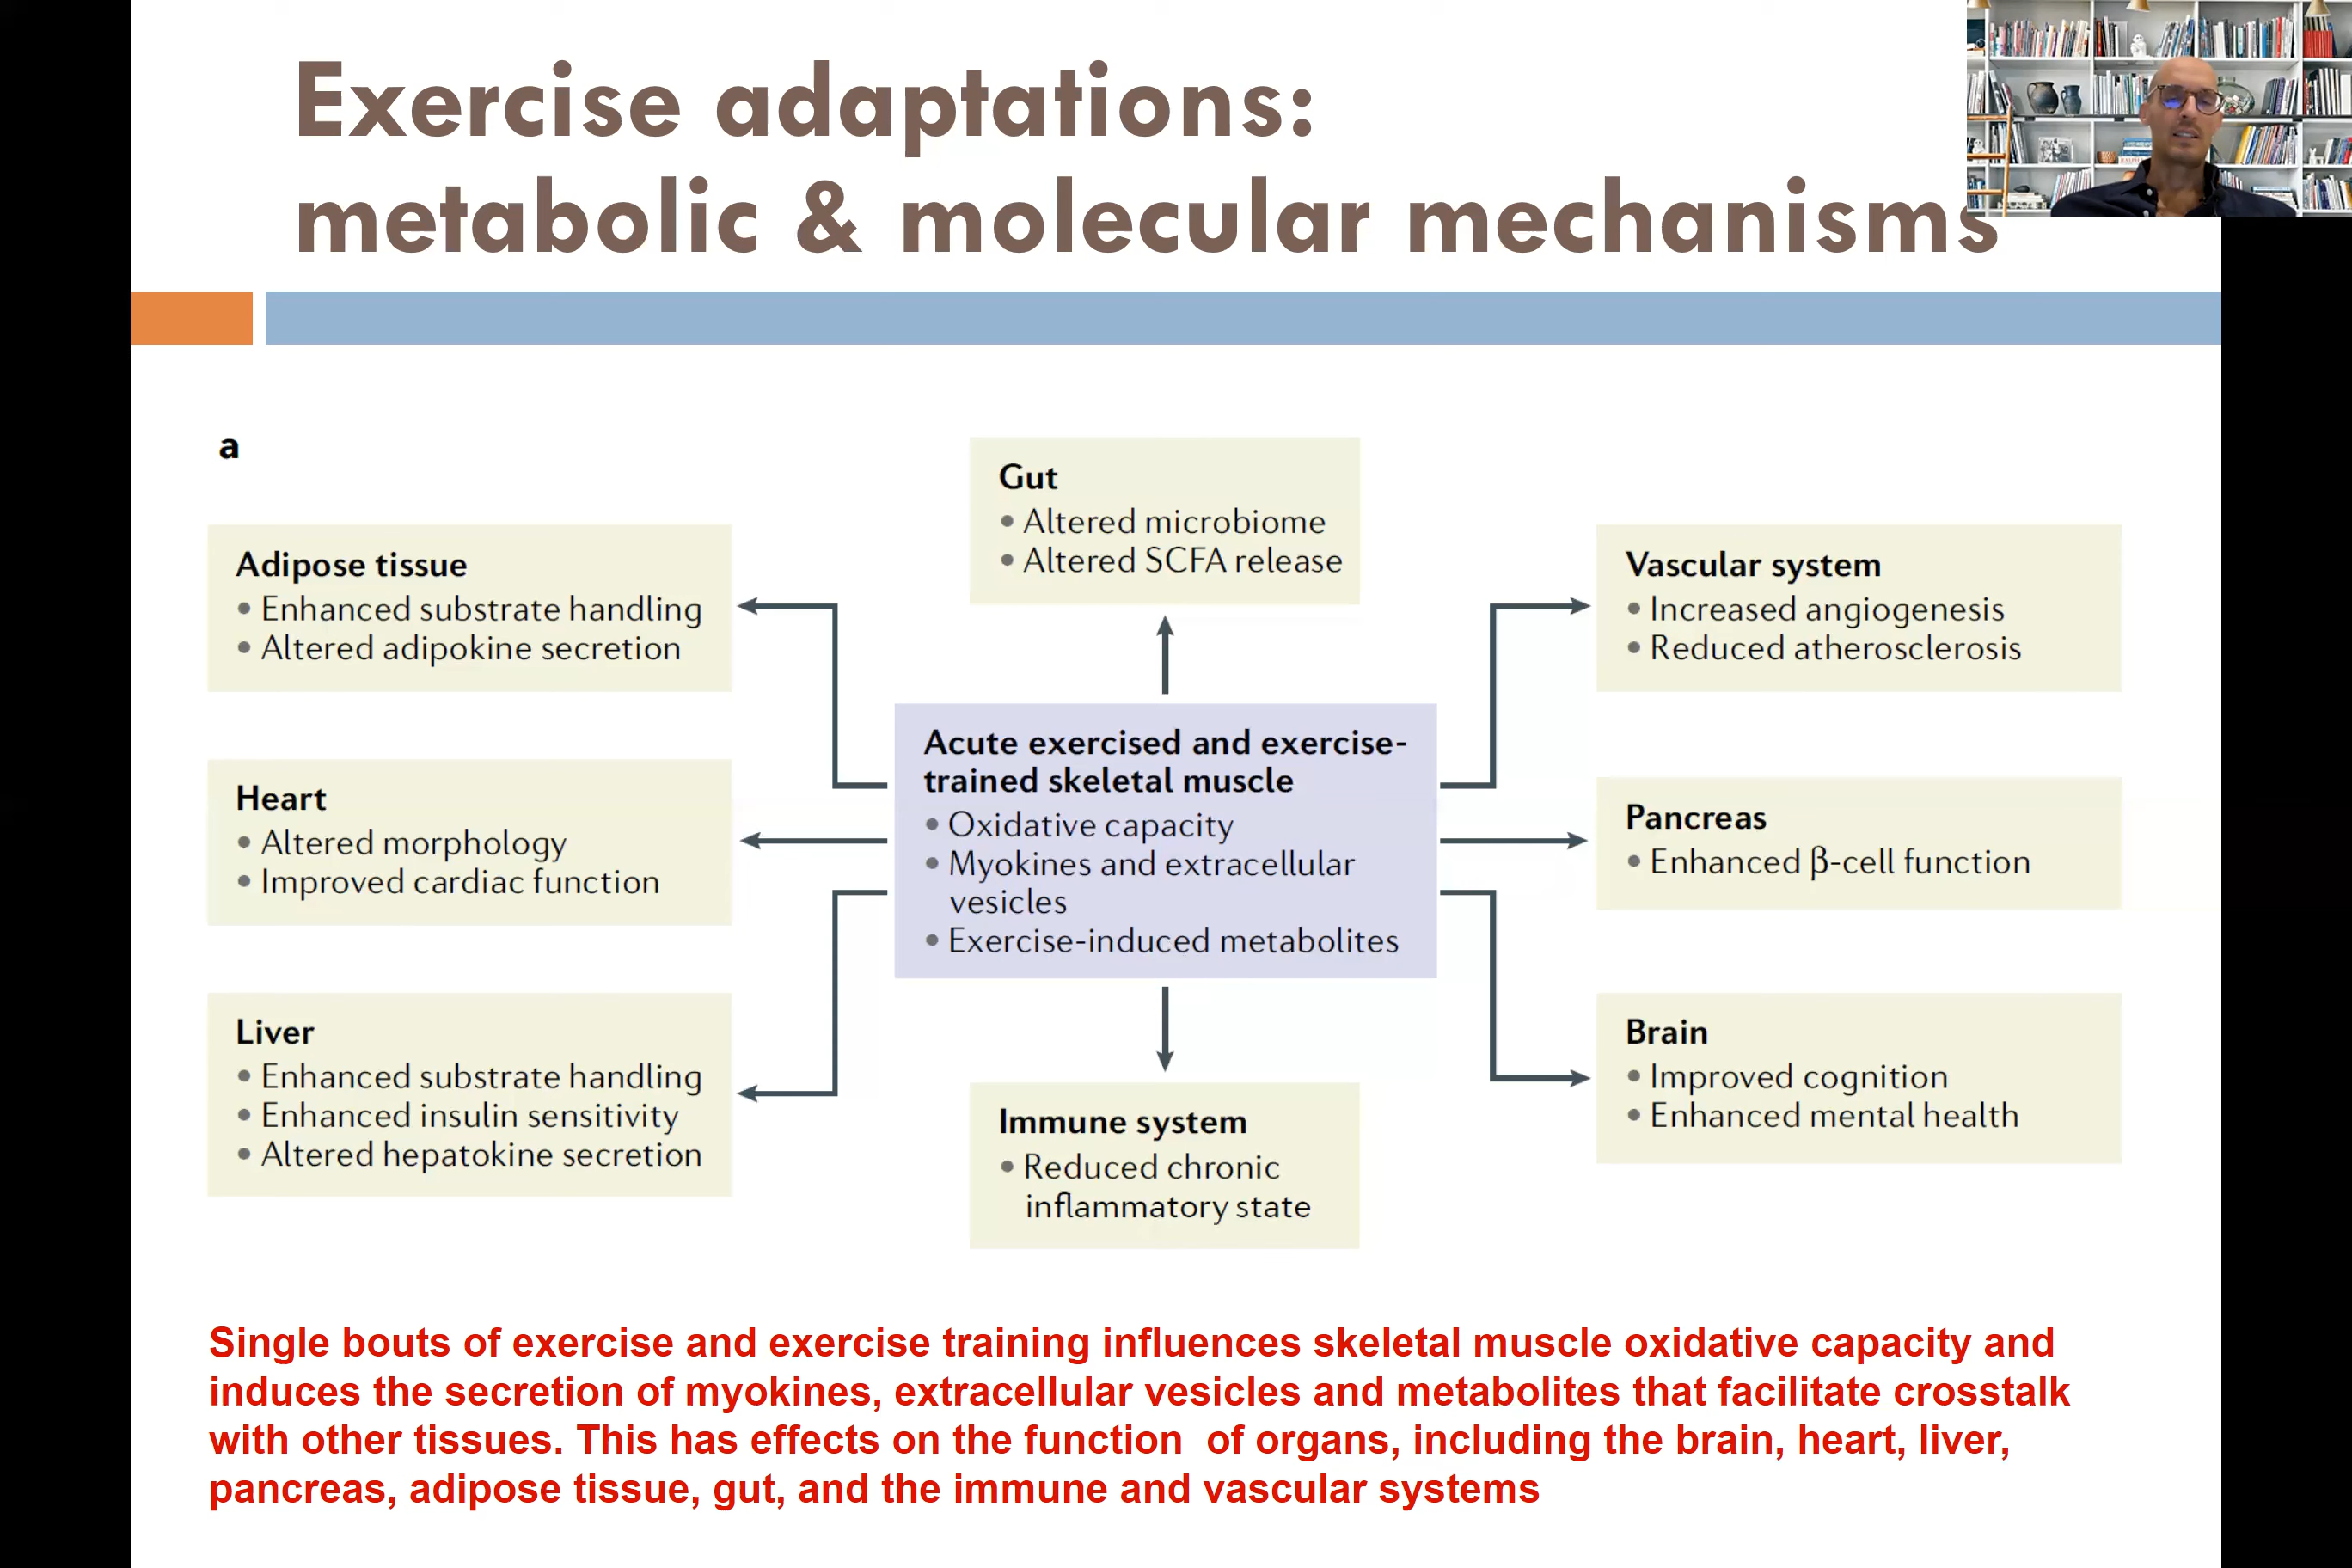 Exercise adaptations:
metabolic & molecular mechanisms
a
Gut
• Altered microbiome
• Altered SCFA release
Adipose tissue
• Enhanced substrate handling
• Altered adipokine secretion
Vascular system
• Increased angiogenesis
• Reduced atherosclerosis
Acute exercised and exercise-
trained skeletal muscle
• Oxidative capacity
• Myokines and extracellular
vesicles
• Exercise-induced metabolites
Heart
• Altered morphology
• Improved cardiac function
Pancreas
• Enhanced β-cell function
Liver
• Enhanced substrate handling
• Enhanced insulin sensitivity
• Altered hepatokine secretion
Brain
• Improved cognition
• Enhanced mental health
Immune system
• Reduced chronic
inflammatory state
Single bouts of exercise and exercise training influences skeletal muscle oxidative capacity and
induces the secretion of myokines, extracellular vesicles and metabolites that facilitate crosstalk
with other tissues. This has effects on the function  of organs, including the brain, heart, liver,
pancreas, adipose tissue, gut, and the immune and vascular systems